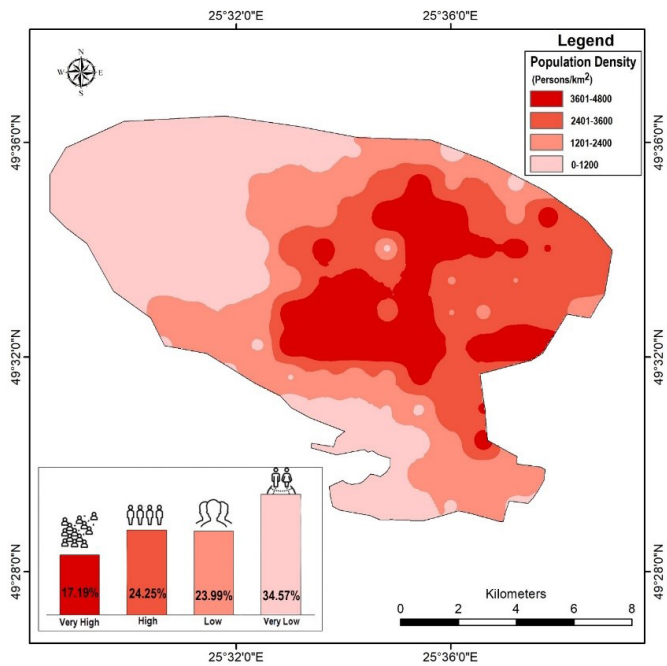 25°32'0"E 25°36'0"E
Legend
Population Density
(Persons/km²)
3601-4800
2401-3600
1201-2400
0-1200
N
W E
S
49°36'0"N 49°36'0"N
49°32'0"N 49°32'0"N
49°28'0"N 49°28'0"N
17.19% 24.25% 23.99% 34.57%
Very High High Low Very Low
Kilometers
0 2 4 6 8
25°32'0"E 25°36'0"E